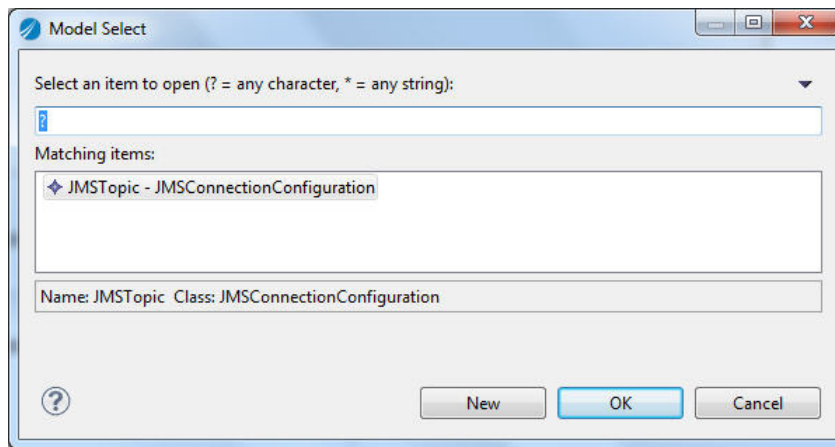 Model Select
Select an item to open (? = any character, * = any string):
?
Matching items:
JMSTopic - JMSConnectionConfiguration
Name: JMSTopic  Class: JMSConnectionConfiguration
? New OK Cancel